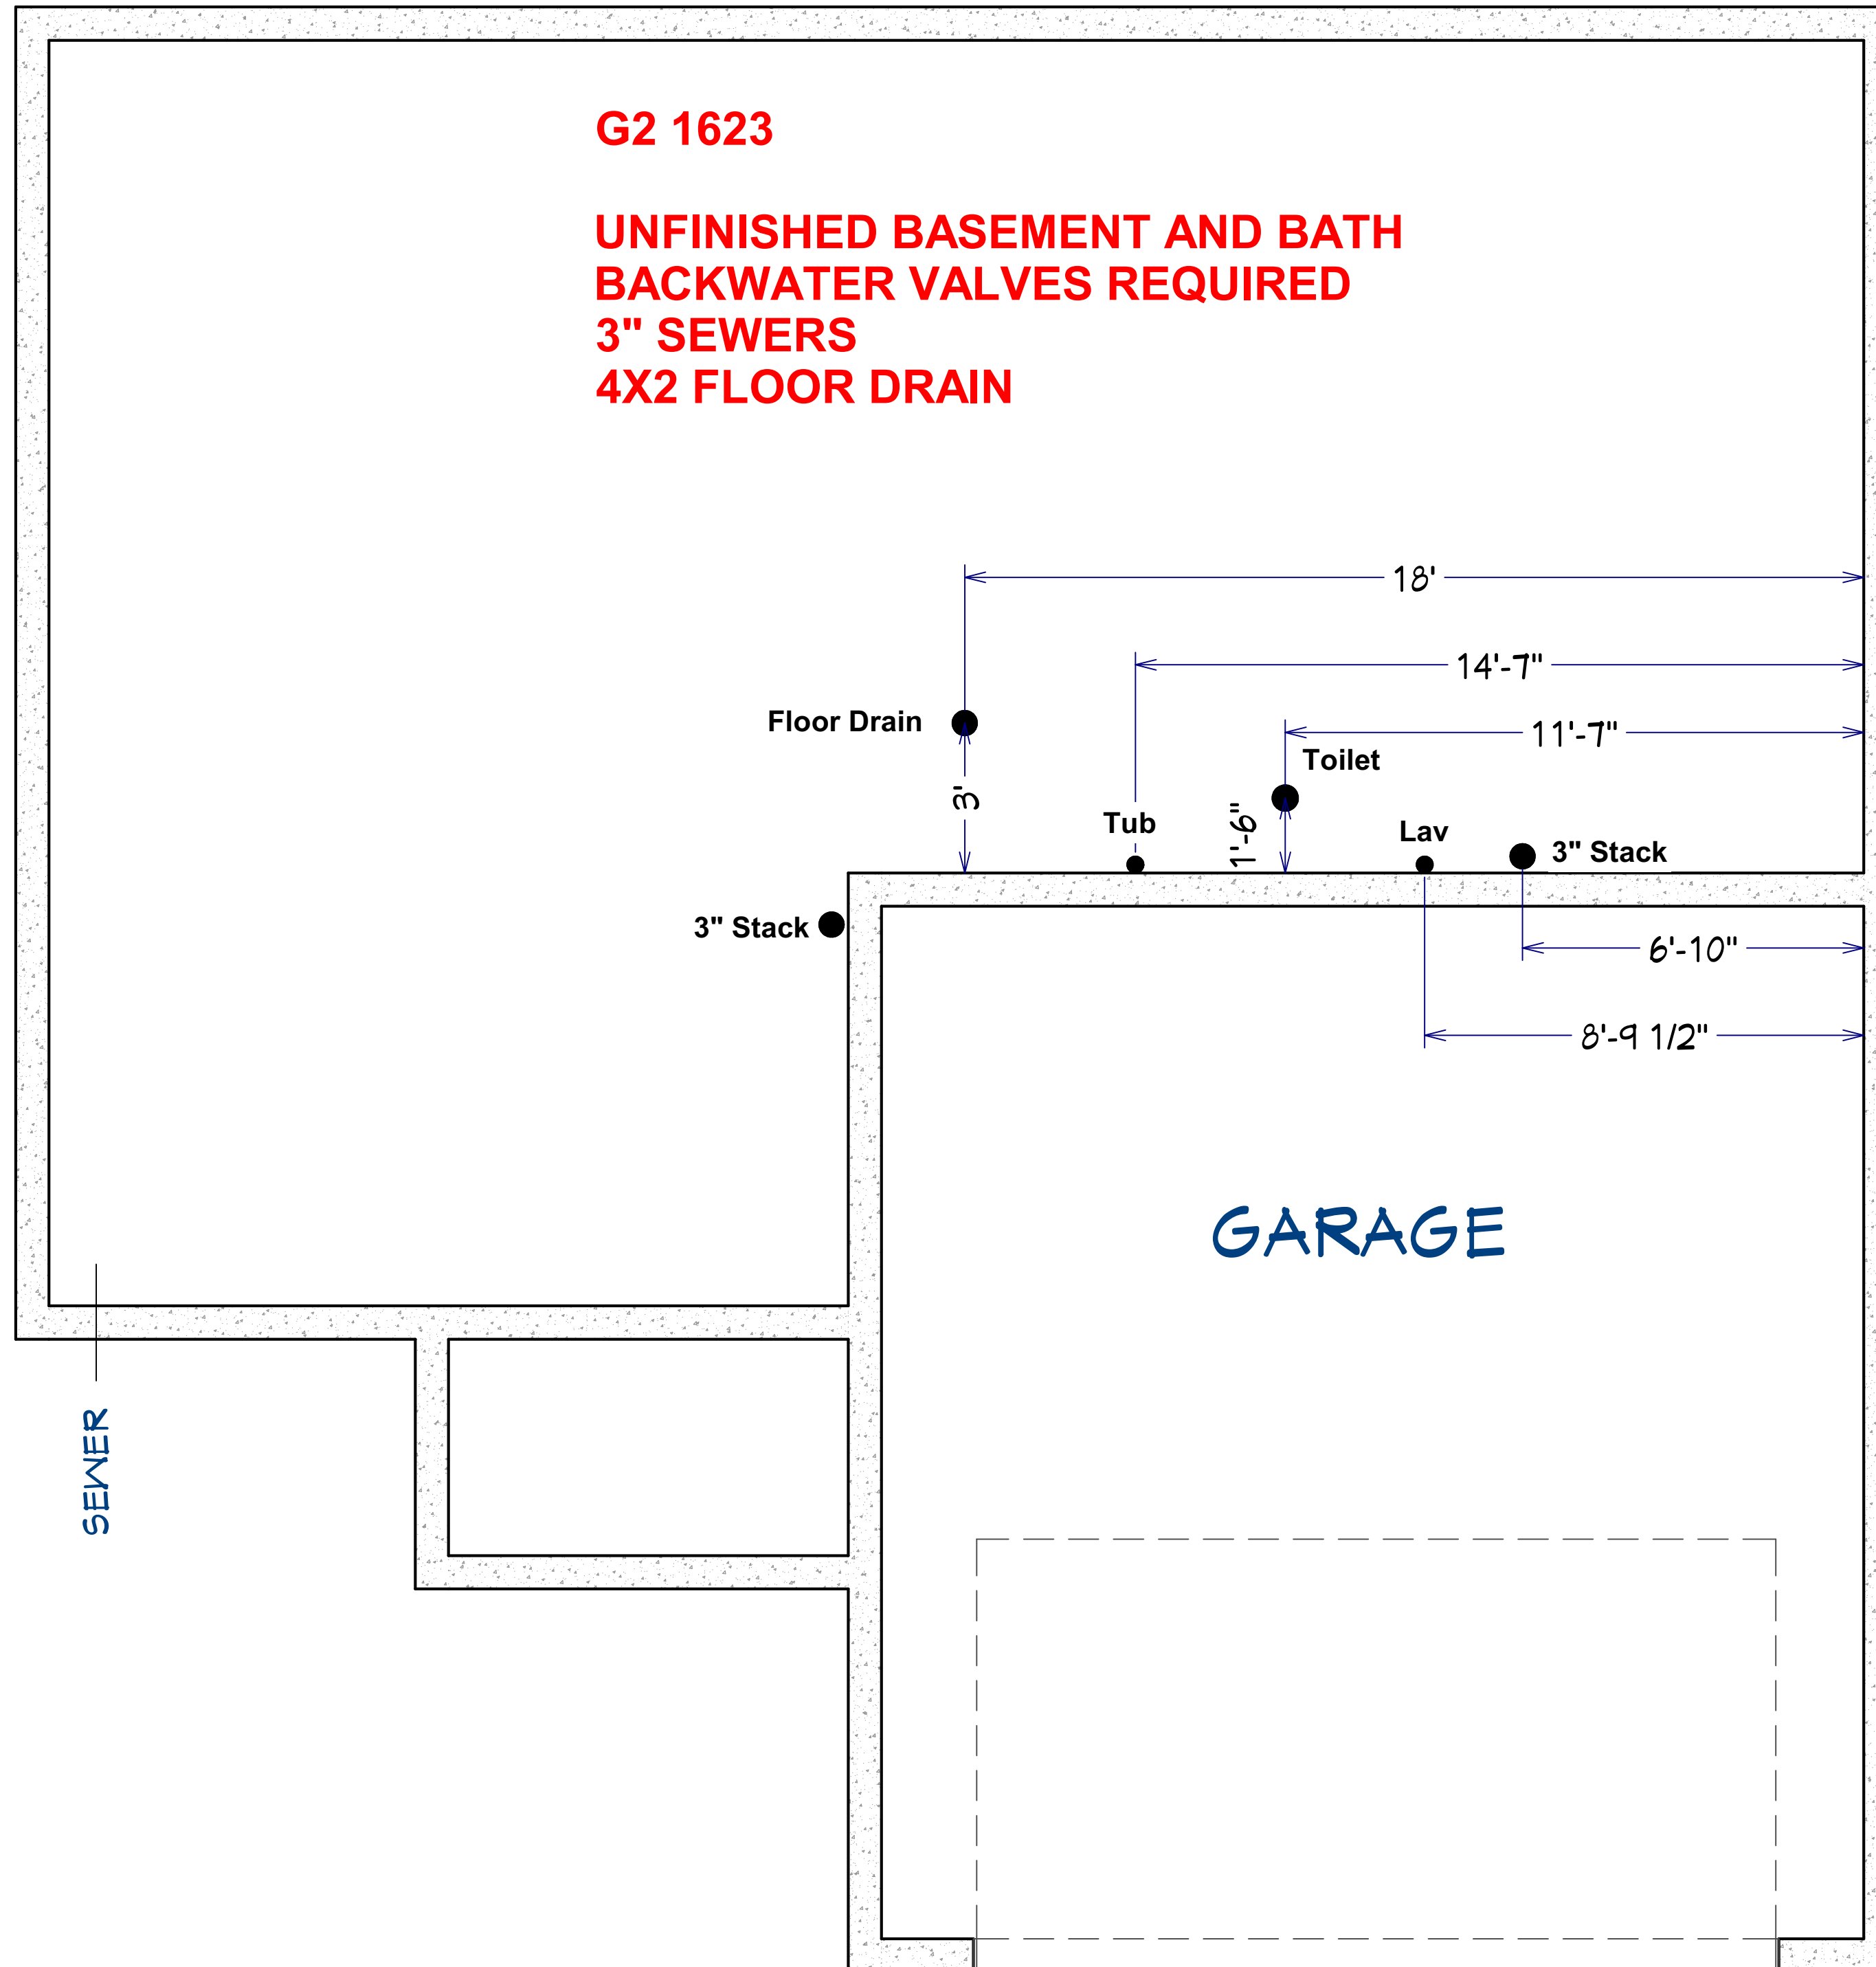 G2 1623
UNFINISHED BASEMENT AND BATH
BACKWATER VALVES REQUIRED
3" SEWERS
4X2 FLOOR DRAIN
18'
14'-7"
Floor Drain
11'-7"
Toilet
3'
1'-6"
Tub
Lav
3" Stack
3" Stack
6'-10"
8'-9 1/2"
GARAGE
SEWER